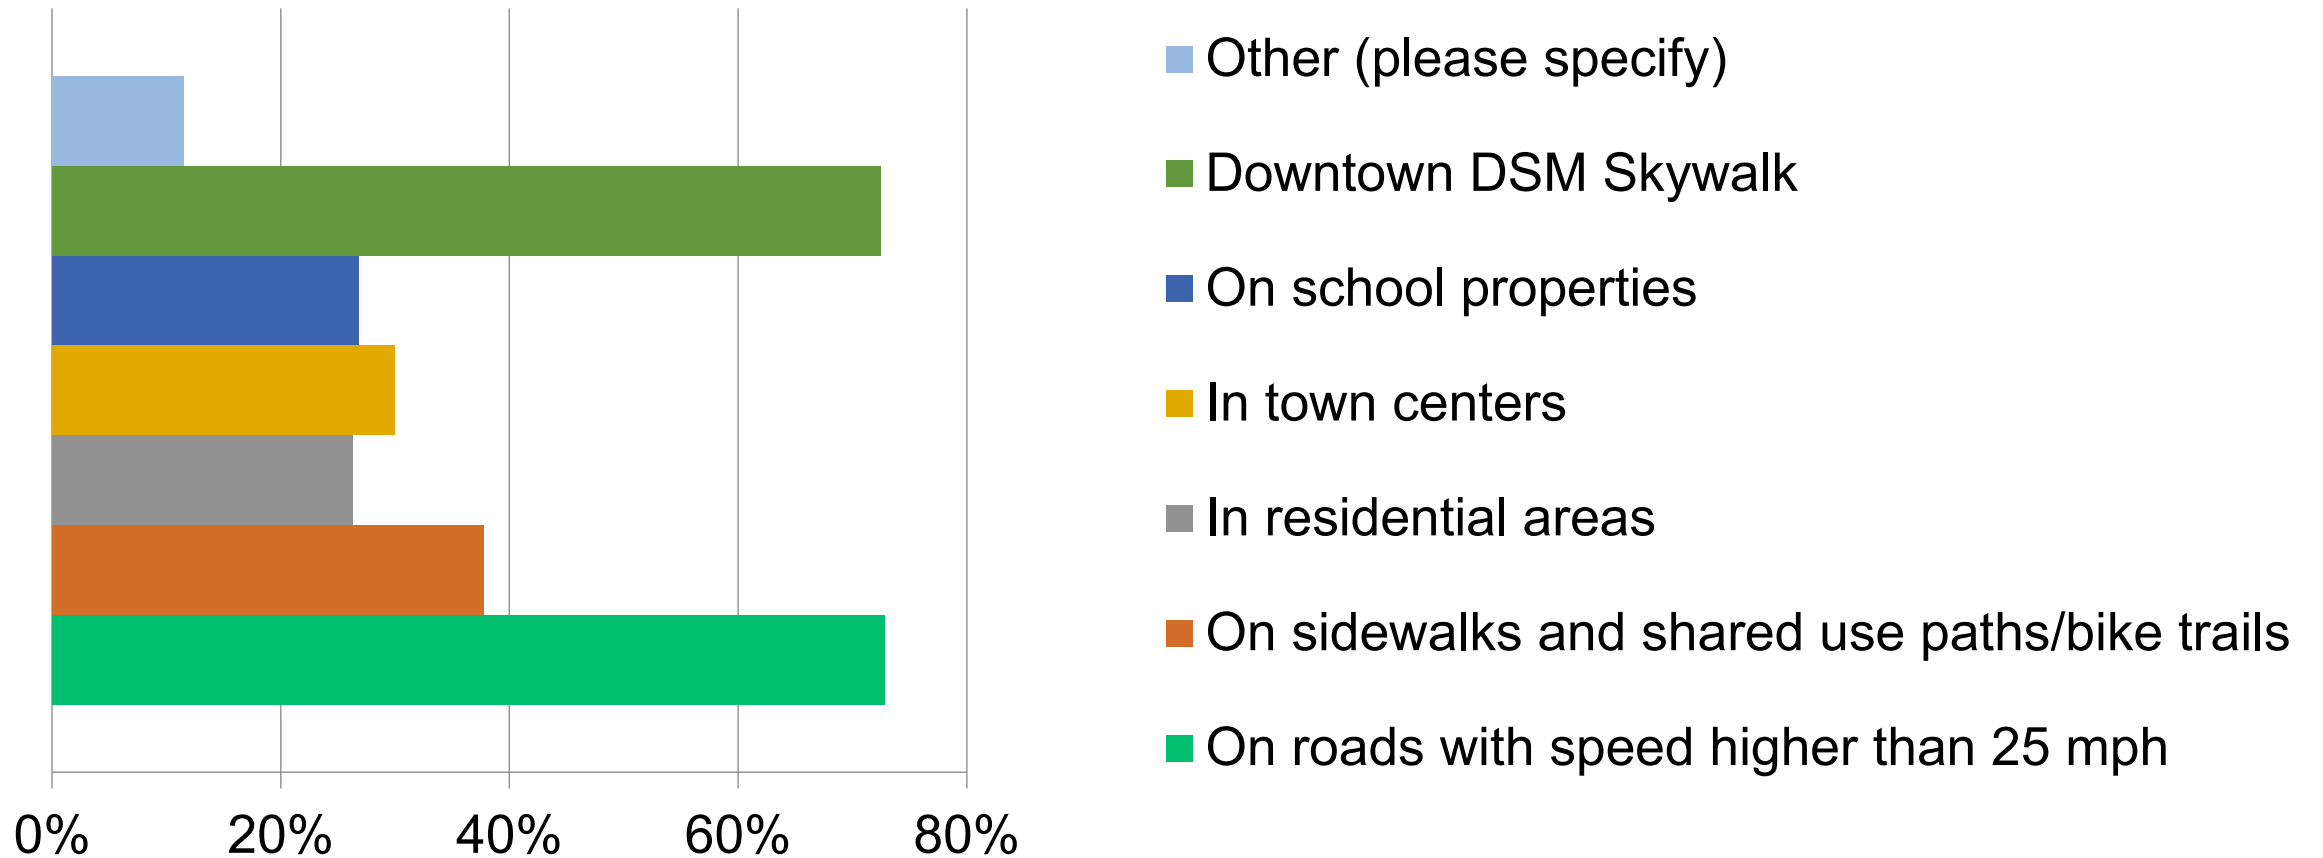 Other (please specify)
Downtown DSM Skywalk
On school properties
In town centers
In residential areas
On sidewalks and shared use paths/bike trails
On roads with speed higher than 25 mph
0% 20% 40% 60% 80%